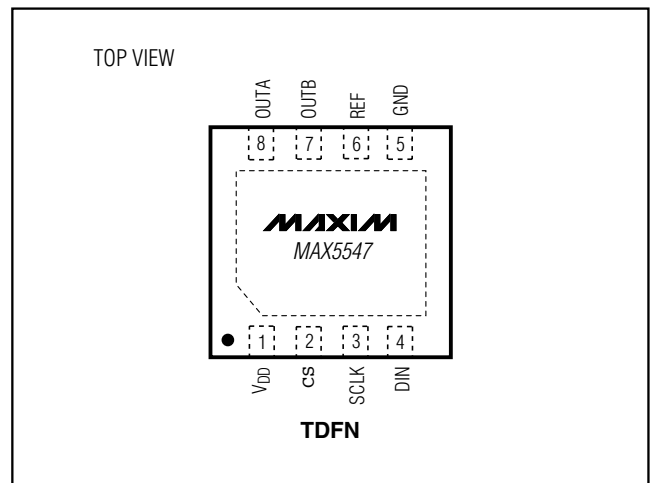 TOP VIEW
OUTA OUTB REF GND
8 7 6 5
MAXIM
MAX5547
1 2 3 4
VDD CS SCLK DIN
TDFN